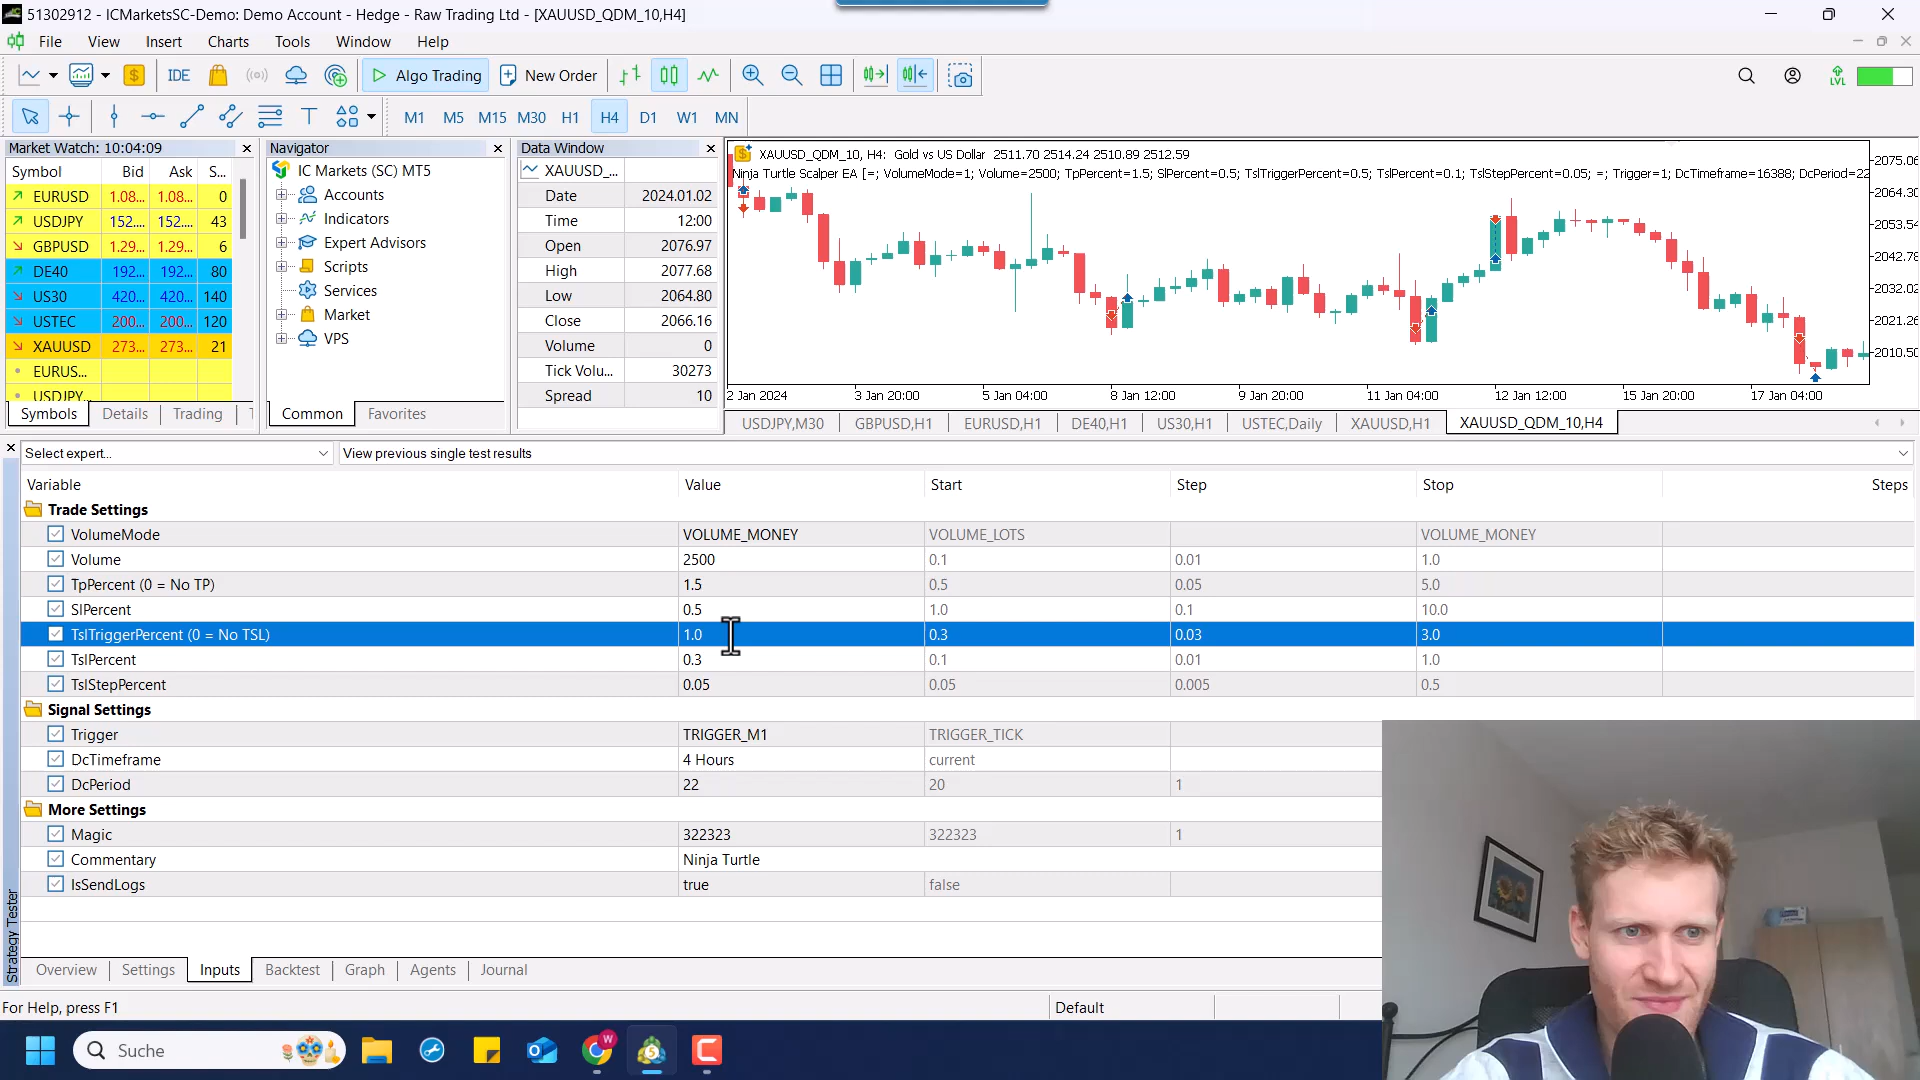 51302912 - ICMarketsSC-Demo: Demo Account - Hedge - Raw Trading Ltd - [XAUUSD_QDM_10,H4]
File View Insert Charts Tools Window Help
IDE Algo Trading New Order LVL
M1 M5 M15 M30 H1 H4 D1 W1 MN
Market Watch: 10:04:09
Symbol Bid Ask S...
EURUSD 1.08... 1.08... 0
USDJPY 152.... 152.... 43
GBPUSD 1.29... 1.29... 6
DE40 192... 192... 80
US30 420... 420... 140
USTEC 200... 200... 120
XAUUSD 273... 273... 21
EURUS...
USDJPY...
Symbols Details Trading
Navigator
IC Markets (SC) MT5
Accounts
Indicators
Expert Advisors
Scripts
Services
Market
VPS
Common Favorites
Data Window
XAUUSD_...
Date 2024.01.02
Time 12:00
Open 2076.97
High 2077.68
Low 2064.80
Close 2066.16
Volume 0
Tick Volu... 30273
Spread 10
XAUUSD_QDM_10, H4: Gold vs US Dollar 2511.70 2514.24 2510.89 2512.59
Ninja Turtle Scalper EA [=; VolumeMode=1; Volume=2500; TpPercent=1.5; SlPercent=0.5; TslTriggerPercent=0.5; TslPercent=0.1; TslStepPercent=0.05; =; Trigger=1; DcTimeframe=16388; DcPeriod=22
2075.06
2064.30
2053.54
2042.78
2032.02
2021.26
2010.50
2 Jan 2024 3 Jan 20:00 5 Jan 04:00 8 Jan 12:00 9 Jan 20:00 11 Jan 04:00 12 Jan 12:00 15 Jan 20:00 17 Jan 04:00
USDJPY,M30 GBPUSD,H1 EURUSD,H1 DE40,H1 US30,H1 USTEC,Daily XAUUSD,H1 XAUUSD_QDM_10,H4
Select expert... View previous single test results
Variable Value Start Step Stop Steps
Trade Settings
VolumeMode VOLUME_MONEY VOLUME_LOTS VOLUME_MONEY
Volume 2500 0.1 0.01 1.0
TpPercent (0 = No TP) 1.5 0.5 0.05 5.0
SlPercent 0.5 1.0 0.1 10.0
TslTriggerPercent (0 = No TSL) 1.0 0.3 0.03 3.0
TslPercent 0.3 0.1 0.01 1.0
TslStepPercent 0.05 0.05 0.005 0.5
Signal Settings
Trigger TRIGGER_M1 TRIGGER_TICK
DcTimeframe 4 Hours current
DcPeriod 22 20 1
More Settings
Magic 322323 322323 1
Commentary Ninja Turtle
IsSendLogs true false
Strategy Tester
Overview Settings Inputs Backtest Graph Agents Journal
For Help, press F1 Default
Suche
W